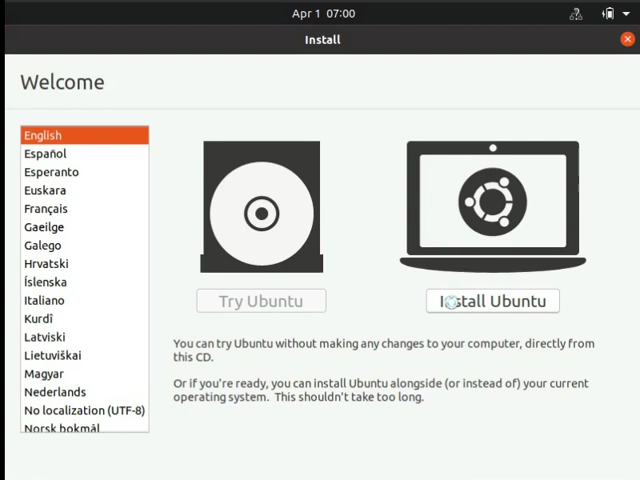 Apr 1 07:00
Install
Welcome
English
Español
Esperanto
Euskara
Français
Gaeilge
Galego
Hrvatski
Íslenska
Italiano
Kurdî
Latviski
Lietuviškai
Magyar
Nederlands
No localization (UTF-8)
Norsk bokmål
Try Ubuntu
Install Ubuntu
You can try Ubuntu without making any changes to your computer, directly from
this CD.
Or if you're ready, you can install Ubuntu alongside (or instead of) your current
operating system. This shouldn't take too long.